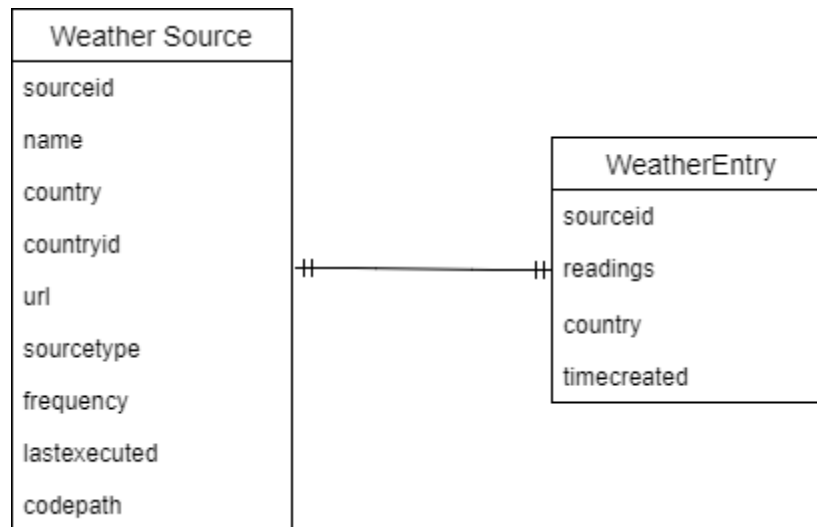 Weather Source
sourceid
name
country
countryid
url
sourcetype
frequency
lastexecuted
codepath
WeatherEntry
sourceid
readings
country
timecreated